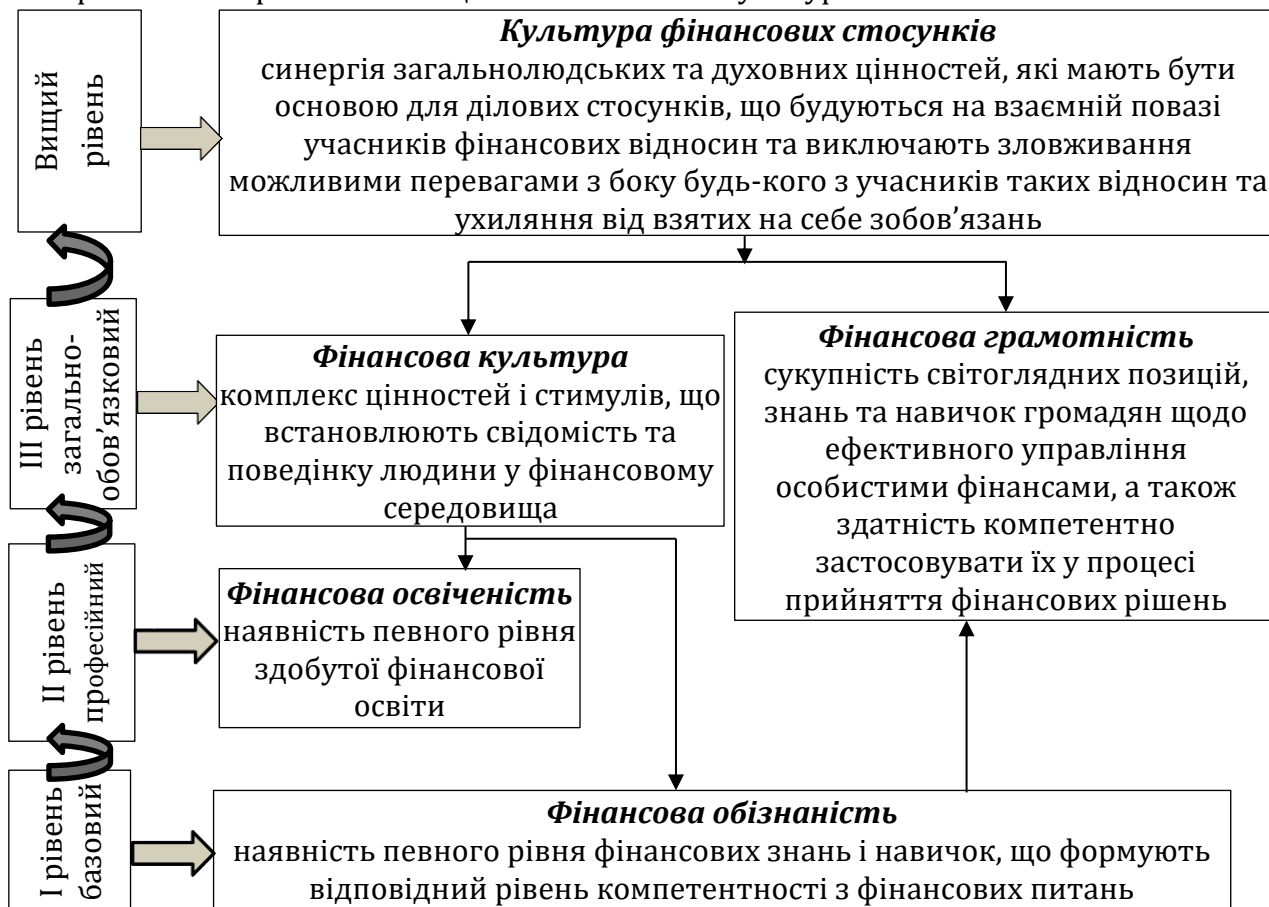 Вищий
рівень
Культура фінансових стосунків
синергія загальнолюдських та духовних цінностей, які мають бути
основою для ділових стосунків, що будуються на взаємній повазі
учасників фінансових відносин та виключають зловживання
можливими перевагами з боку будь-кого з учасників таких відносин та
ухиляння від взятих на себе зобов’язань
ІІІ рівень
загально-
обов’язковий
Фінансова культура
комплекс цінностей і стимулів, що
встановлюють свідомість та
поведінку людини у фінансовому
середовища
Фінансова грамотність
сукупність світоглядних позицій,
знань та навичок громадян щодо
ефективного управління
особистими фінансами, а також
здатність компетентно
застосовувати їх у процесі
прийняття фінансових рішень
ІІ рівень
професійний
Фінансова освіченість
наявність певного рівня
здобутої фінансової
освіти
І рівень
базовий
Фінансова обізнаність
наявність певного рівня фінансових знань і навичок, що формують
відповідний рівень компетентності з фінансових питань